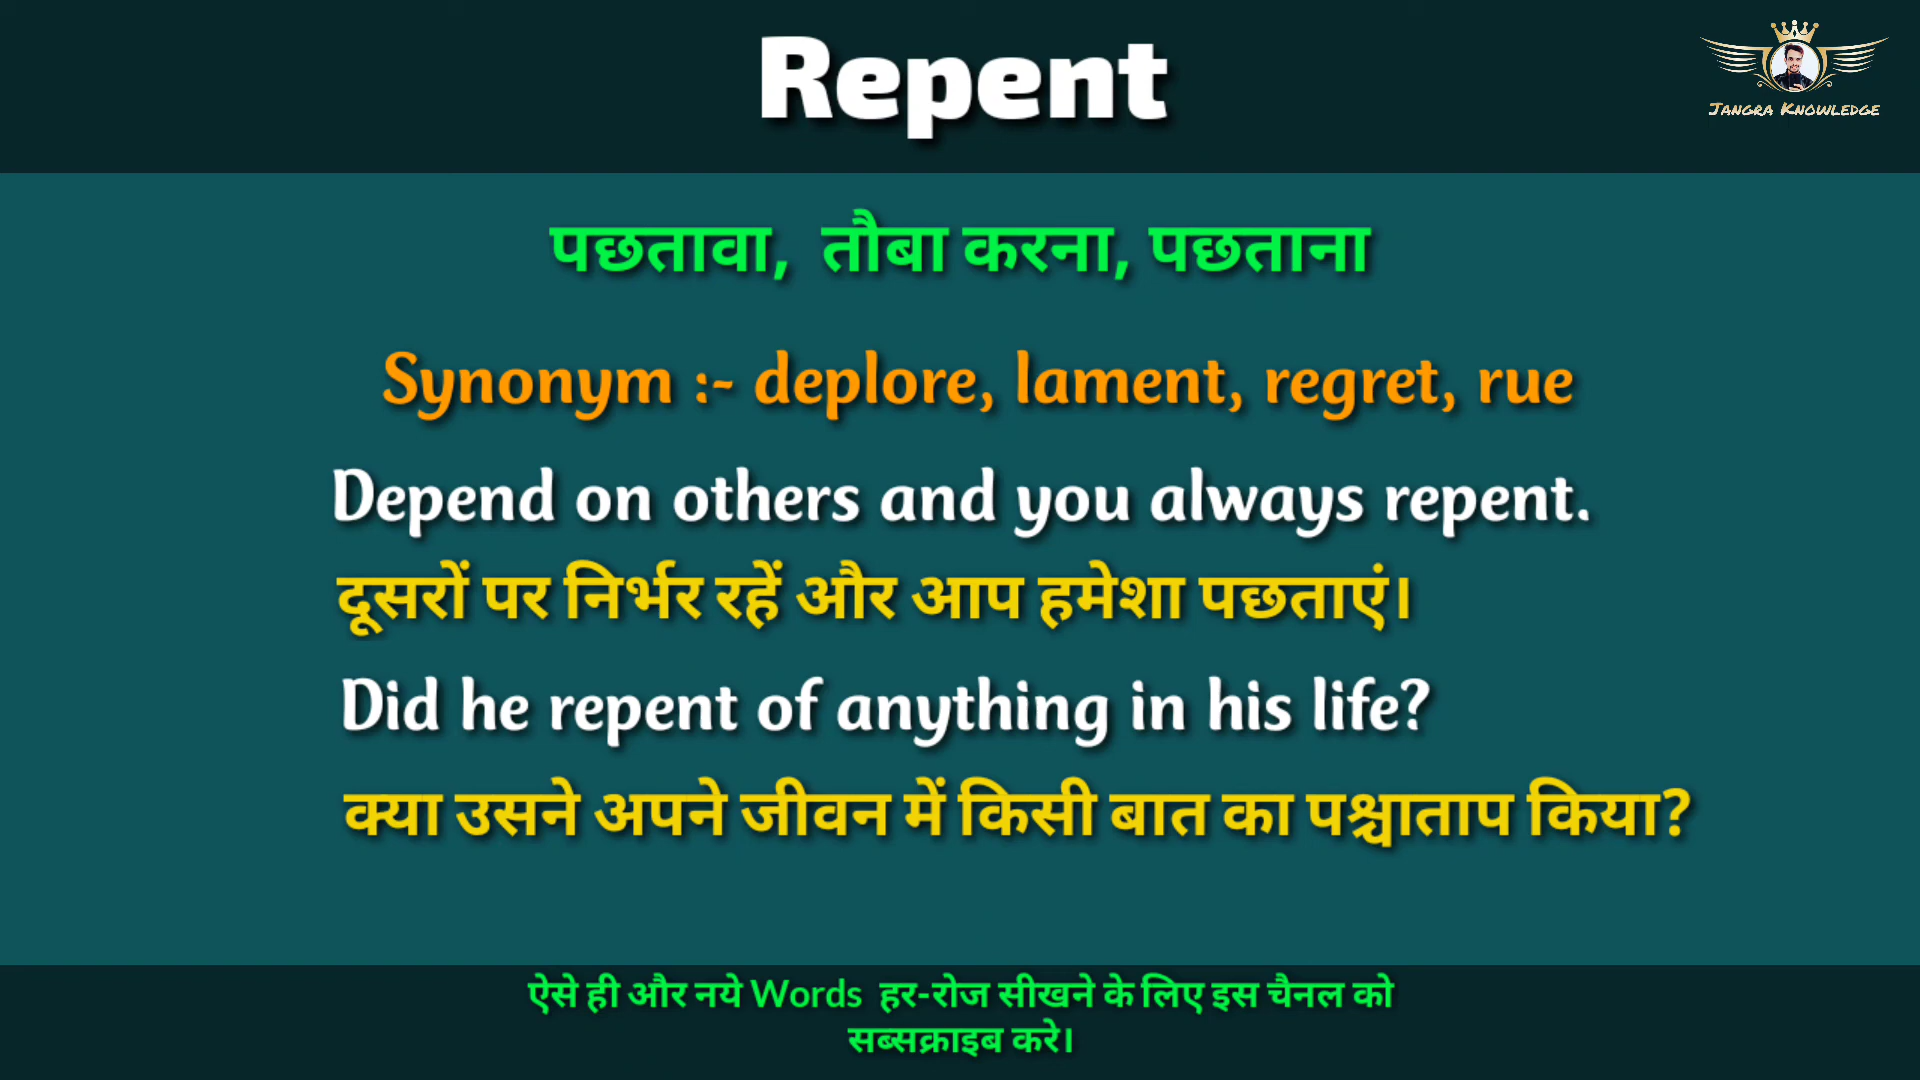 Repent
JANGRA KNOWLEDGE
पछतावा, तौबा करना, पछताना
Synonym :- deplore, lament, regret, rue
Depend on others and you always repent.
दूसरों पर निर्भर रहें और आप हमेशा पछताएं।
Did he repent of anything in his life?
क्या उसने अपने जीवन में किसी बात का पश्चाताप किया?
ऐसे ही और नये Words हर-रोज सीखने के लिए इस चैनल को
सब्सक्राइब करे।